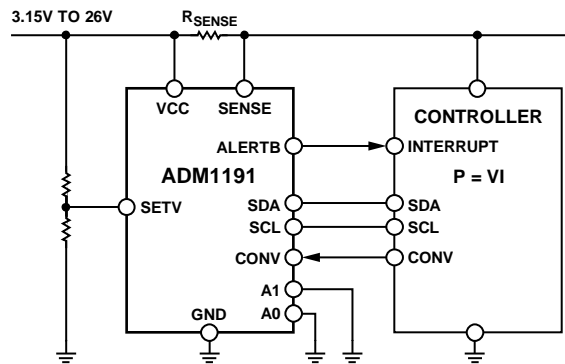 3.15V TO 26V
RSENSE
VCC
SENSE
CONTROLLER
ALERTB
INTERRUPT
ADM1191
P = VI
SETV
SDA
SDA
SCL
SCL
CONV
CONV
A1
GND
A0